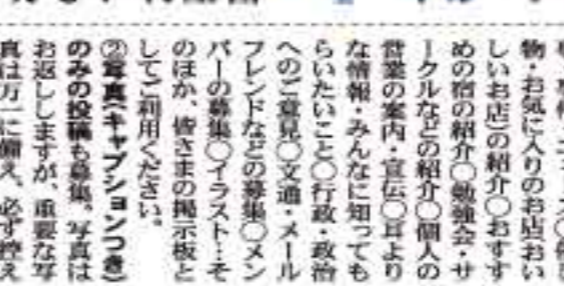 物・お気に入りのお店(おい
しいお店)の紹介〇おすす
めの宿の紹介〇勉強会・サ
ークルなどの紹介〇個人の
営業の案内・宣伝〇耳より
な情報・みんなに知っても
らいたいこと〇行政・政治
へのご意見〇文通・メール
フレンドなどの募集〇メン
バーの募集〇イラスト…そ
のほか、皆さまの掲示板と
してご利用ください。
②写真(キャプションつき)
のみの投稿も募集。写真は
お返ししますが、重要な写
真は万一に備え、必ず控え